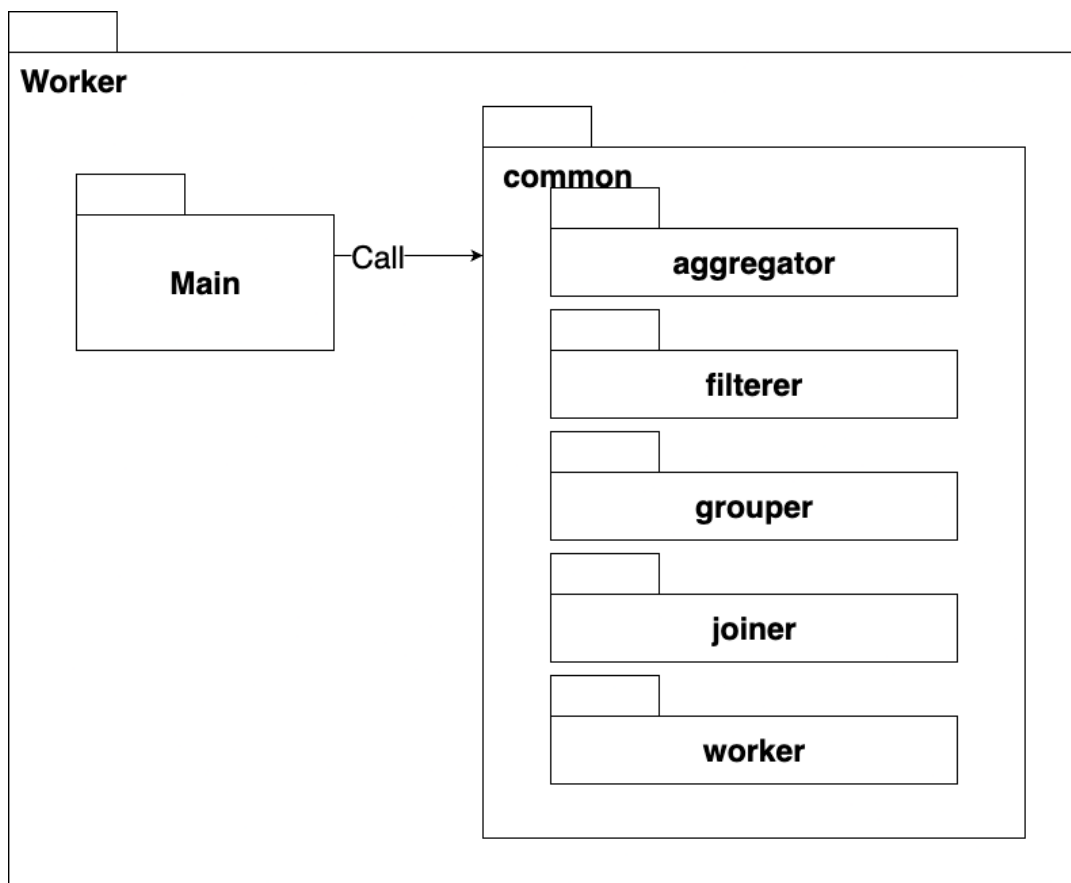 Worker
common
Main
Call
aggregator
filterer
grouper
joiner
worker